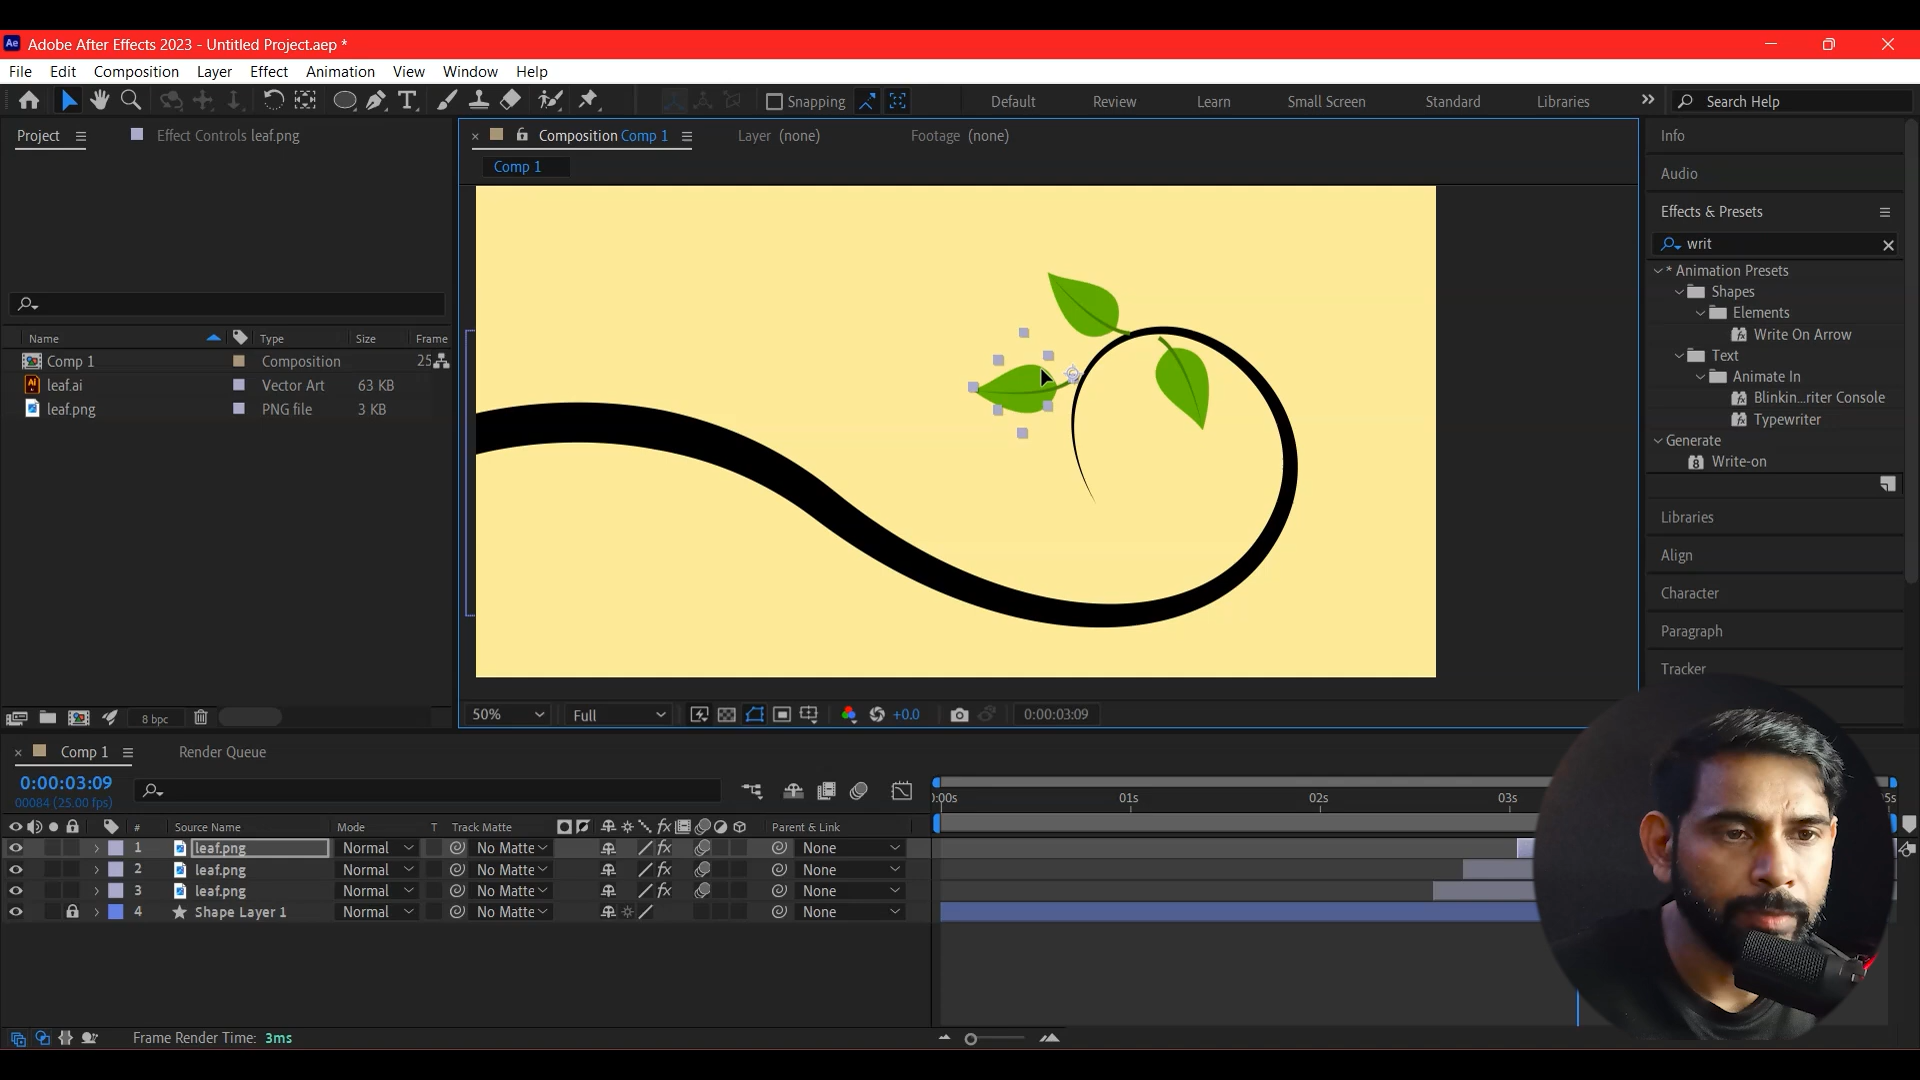 Ae Adobe After Effects 2023 - Untitled Project.aep *
File Edit Composition Layer Effect Animation View Window Help
Snapping Default Review Learn Small Screen Standard Libraries Search Help
Project Effect Controls leaf.png
Composition Comp 1 Layer (none) Footage (none)
Comp 1
Info
Audio
Effects & Presets
writ
* Animation Presets
Shapes
Elements
Write On Arrow
Text
Animate In
Blinkin...riter Console
Typewriter
Generate
Write-on
Libraries
Align
Character
Paragraph
Tracker
Name Type Size Frame
Comp 1 Composition 25
leaf.ai Vector Art 63 KB
leaf.png PNG file 3 KB
8 bpc
50% Full +0.0 0:00:03:09
Comp 1 Render Queue
0:00:03:09
00084 (25.00 fps)
:00s 01s 02s 03s 5s
# Source Name Mode T Track Matte fx Parent & Link
1 leaf.png Normal No Matte fx None
2 leaf.png Normal No Matte fx None
3 leaf.png Normal No Matte fx None
4 Shape Layer 1 Normal No Matte None
Frame Render Time: 3ms